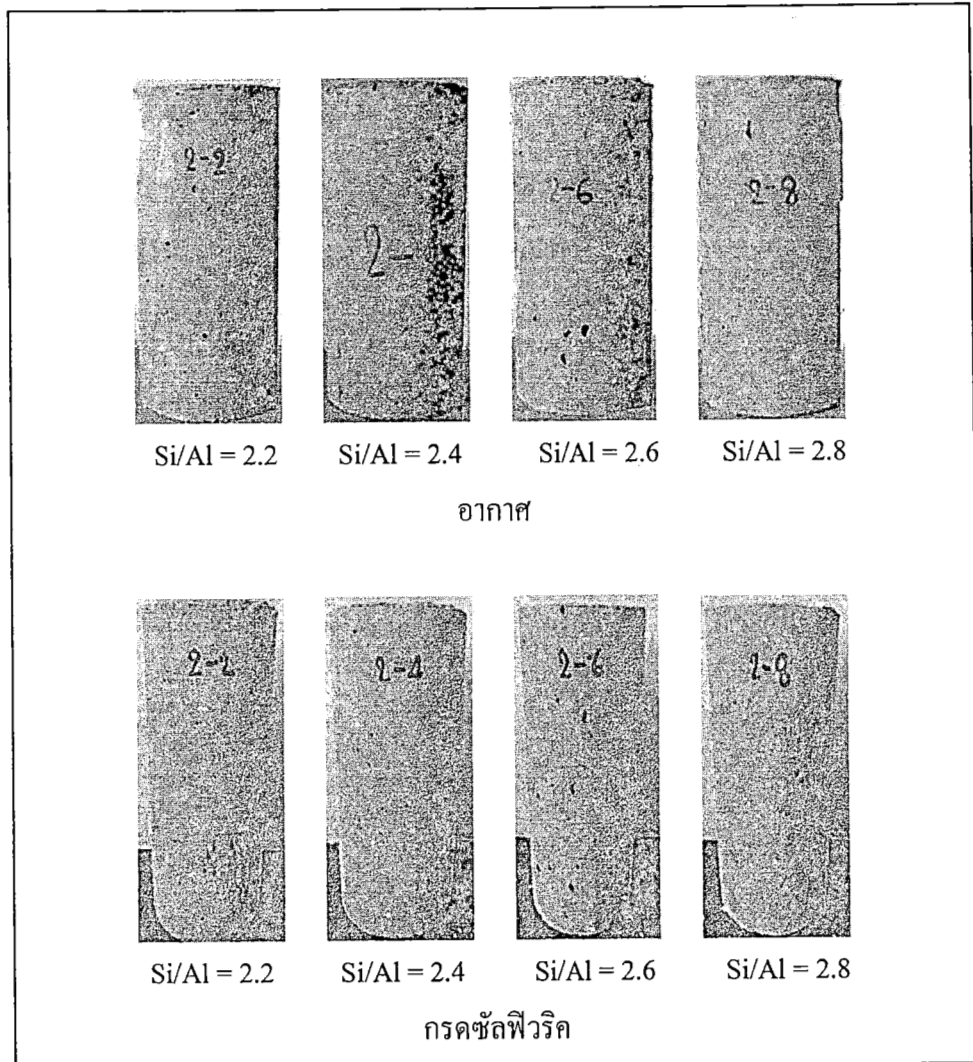 2-2 2- 2-6 2-8
Si/Al = 2.2 Si/Al = 2.4 Si/Al = 2.6 Si/Al = 2.8
อากาศ
2-2 2-4 2-6 2-8
Si/Al = 2.2 Si/Al = 2.4 Si/Al = 2.6 Si/Al = 2.8
กรดซัลฟิวริค